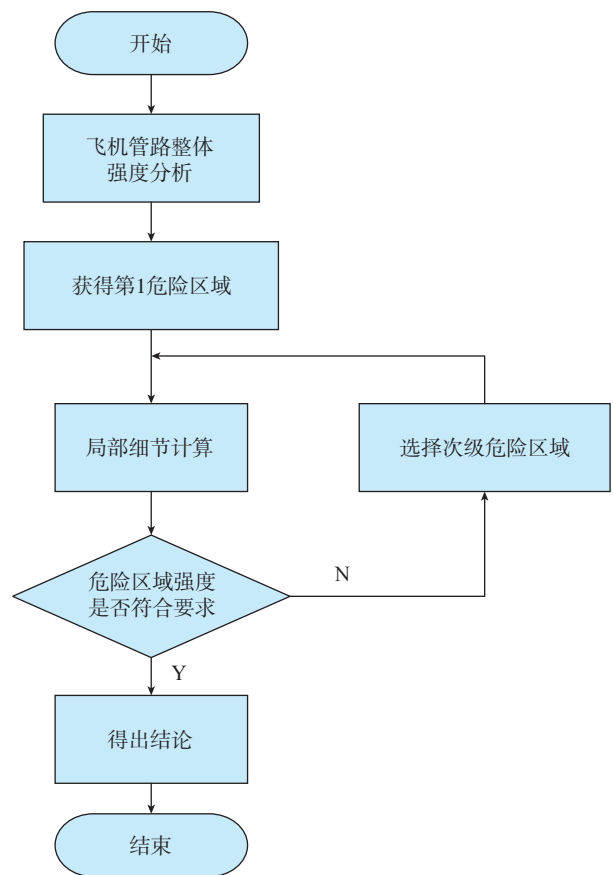 开始
飞机管路整体
强度分析
获得第1危险区域
局部细节计算
选择次级危险区域
危险区域强度
是否符合要求
N
Y
得出结论
结束